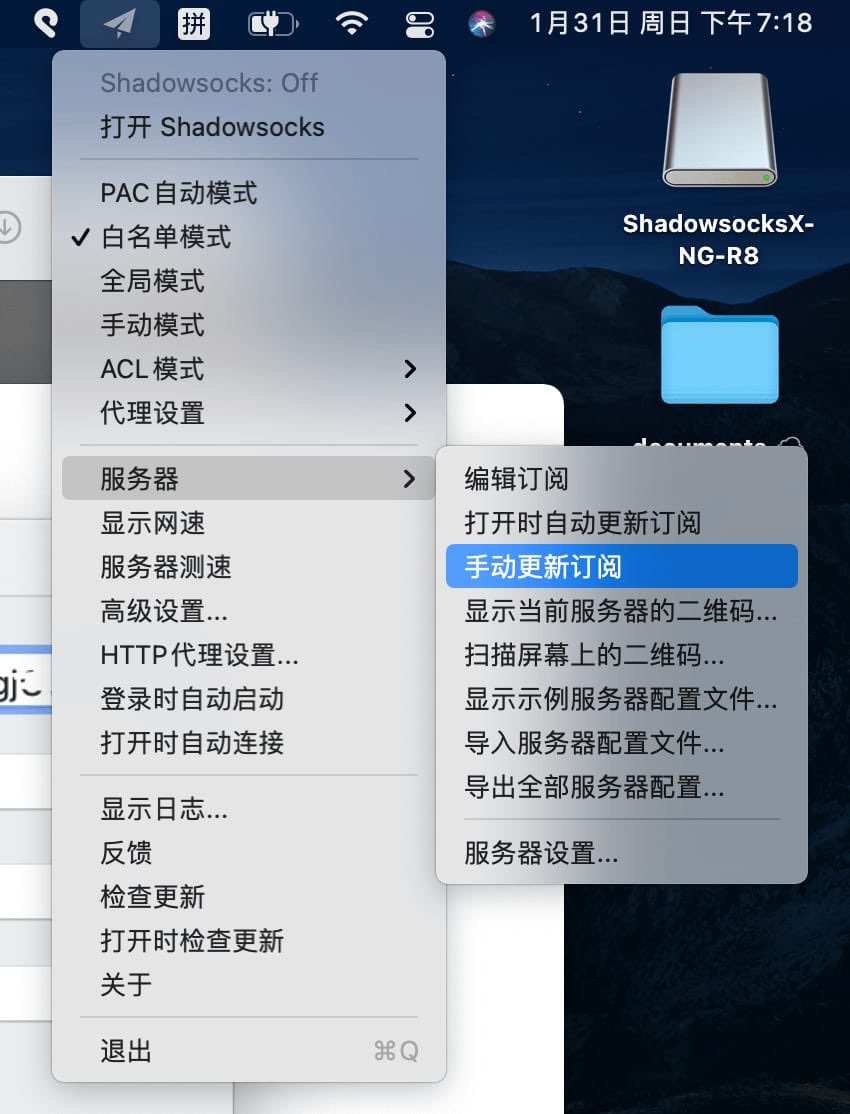 拼
1月31日 周日 下午7:18
Shadowsocks: Off
打开 Shadowsocks
PAC自动模式
白名单模式
全局模式
手动模式
ACL模式
代理设置
服务器
显示网速
服务器测速
高级设置...
HTTP代理设置...
登录时自动启动
打开时自动连接
显示日志...
反馈
检查更新
打开时检查更新
关于
退出 ⌘Q
编辑订阅
打开时自动更新订阅
手动更新订阅
显示当前服务器的二维码...
扫描屏幕上的二维码...
显示示例服务器配置文件...
导入服务器配置文件...
导出全部服务器配置...
服务器设置...
ShadowsocksX-
NG-R8
documents